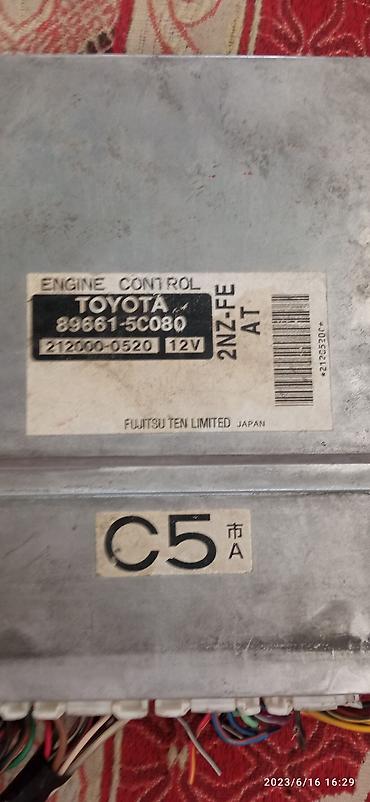 ENGINE CONTROL
TOYOTA
89661-5C080
212000-0520 12V
2NZ-FE
AT
FUJITSU TEN LIMITED JAPAN
C5 市
A
2023/6/16 16:29